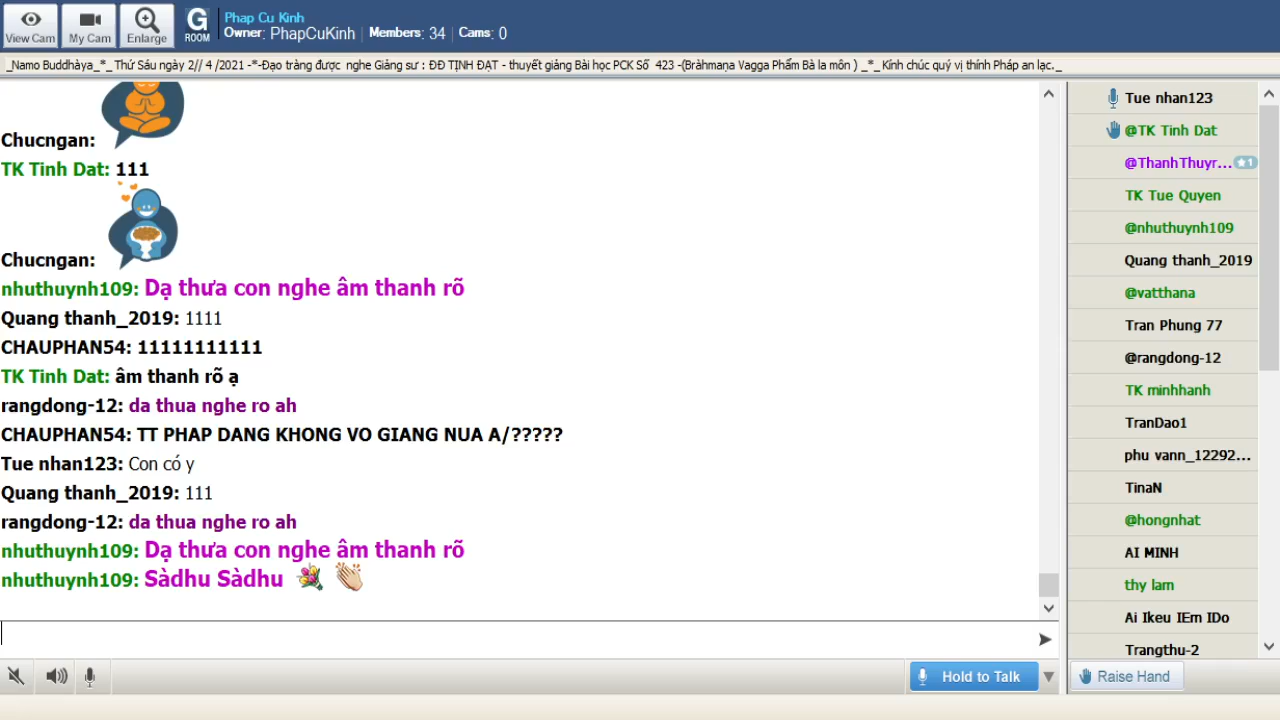 View Cam
My Cam
Enlarge
G
ROOM
Phap Cu Kinh
Owner: PhapCuKinh | Members: 34 | Cams: 0
_Namo Buddhàya_*_ Thứ Sáu ngày 2// 4 /2021 -*-Đạo tràng được nghe Giảng sư : ĐĐ TỊNH ĐẠT - thuyết giảng Bài học PCK Số 423 -(Bràhmaṇa Vagga Phẩm Bà la môn ) _*_Kính chúc quý vị thính Pháp an lạc._
Chucngan:
TK Tinh Dat: 111
Chucngan:
nhuthuynh109: Dạ thưa con nghe âm thanh rõ
Quang thanh_2019: 1111
CHAUPHAN54: 11111111111
TK Tinh Dat: âm thanh rõ ạ
rangdong-12: da thua nghe ro ah
CHAUPHAN54: TT PHAP DANG KHONG VO GIANG NUA A/?????
Tue nhan123: Con có y
Quang thanh_2019: 111
rangdong-12: da thua nghe ro ah
nhuthuynh109: Dạ thưa con nghe âm thanh rõ
nhuthuynh109: Sàdhu Sàdhu
Hold to Talk
Tue nhan123
@TK Tinh Dat
@ThanhThuyr... 1
TK Tue Quyen
@nhuthuynh109
Quang thanh_2019
@vatthana
Tran Phung 77
@rangdong-12
TK minhhanh
TranDao1
phu vann_12292...
TinaN
@hongnhat
AI MINH
thy lam
Ai Ikeu IEm IDo
Trangthu-2
Raise Hand